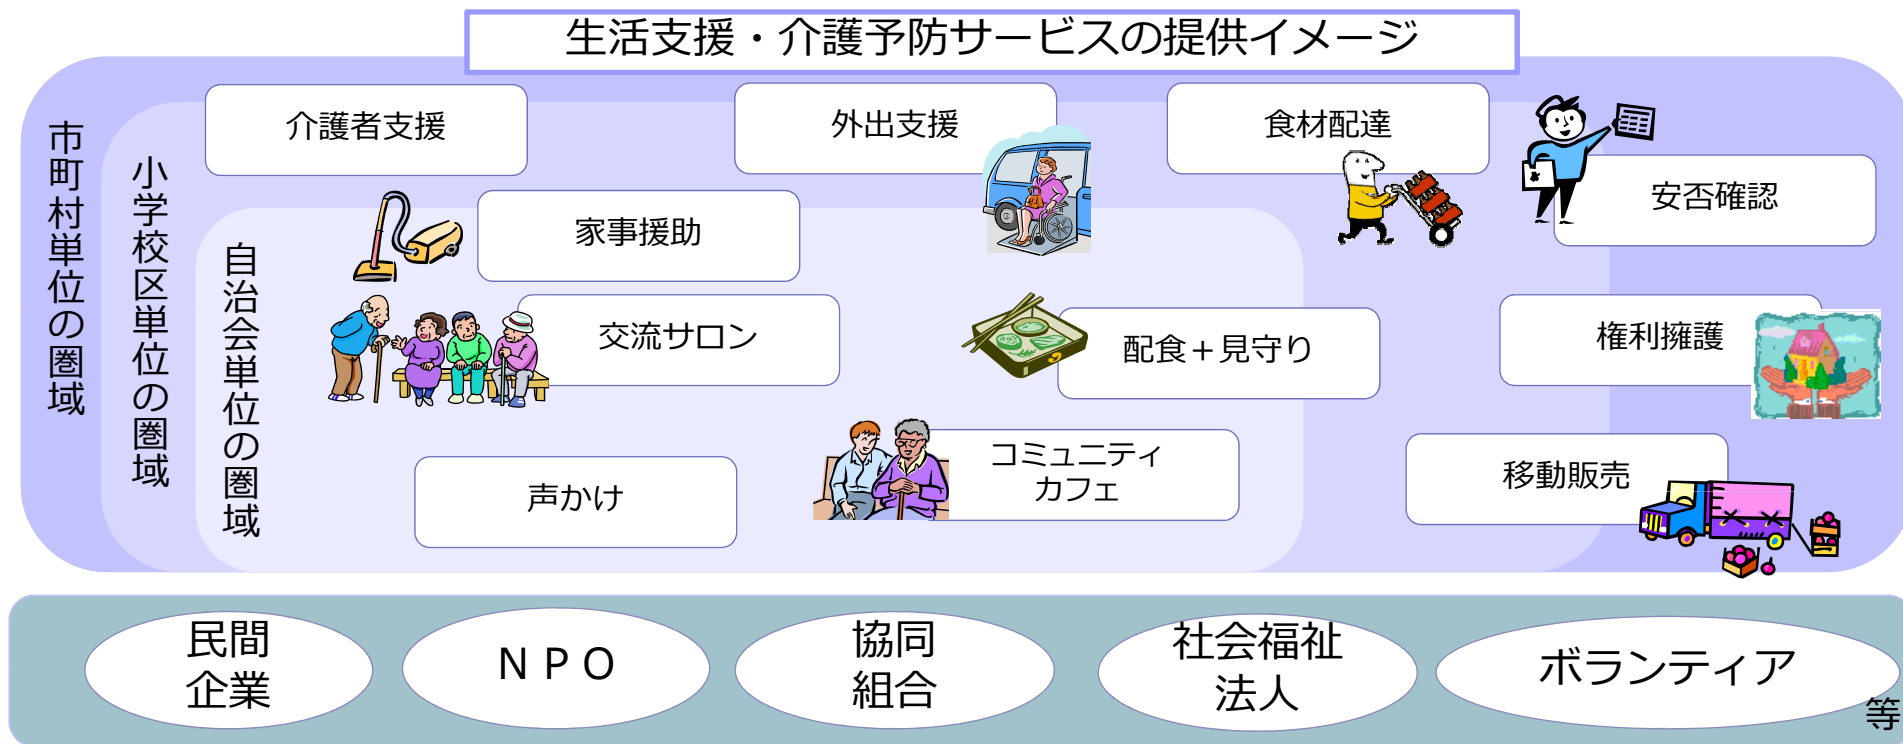 生活支援・介護予防サービスの提供イメージ
市町村単位の圏域
小学校区単位の圏域
自治会単位の圏域
介護者支援
外出支援
食材配達
安否確認
家事援助
交流サロン
配食＋見守り
権利擁護
声かけ
コミュニティ
カフェ
移動販売
民間
企業
ＮＰＯ
協同
組合
社会福祉
法人
ボランティア
等